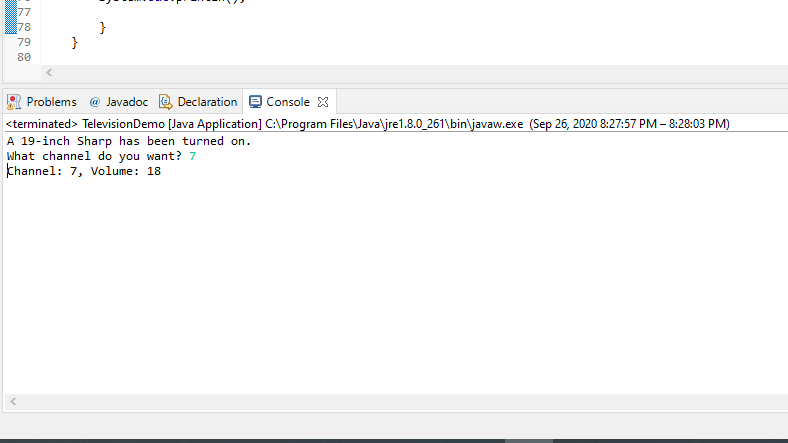 77
78 }
79 }
80
Problems @ Javadoc Declaration Console
<terminated> TelevisionDemo [Java Application] C:\Program Files\Java\jre1.8.0_261\bin\javaw.exe (Sep 26, 2020 8:27:57 PM – 8:28:03 PM)
A 19-inch Sharp has been turned on.
What channel do you want? 7
Channel: 7, Volume: 18